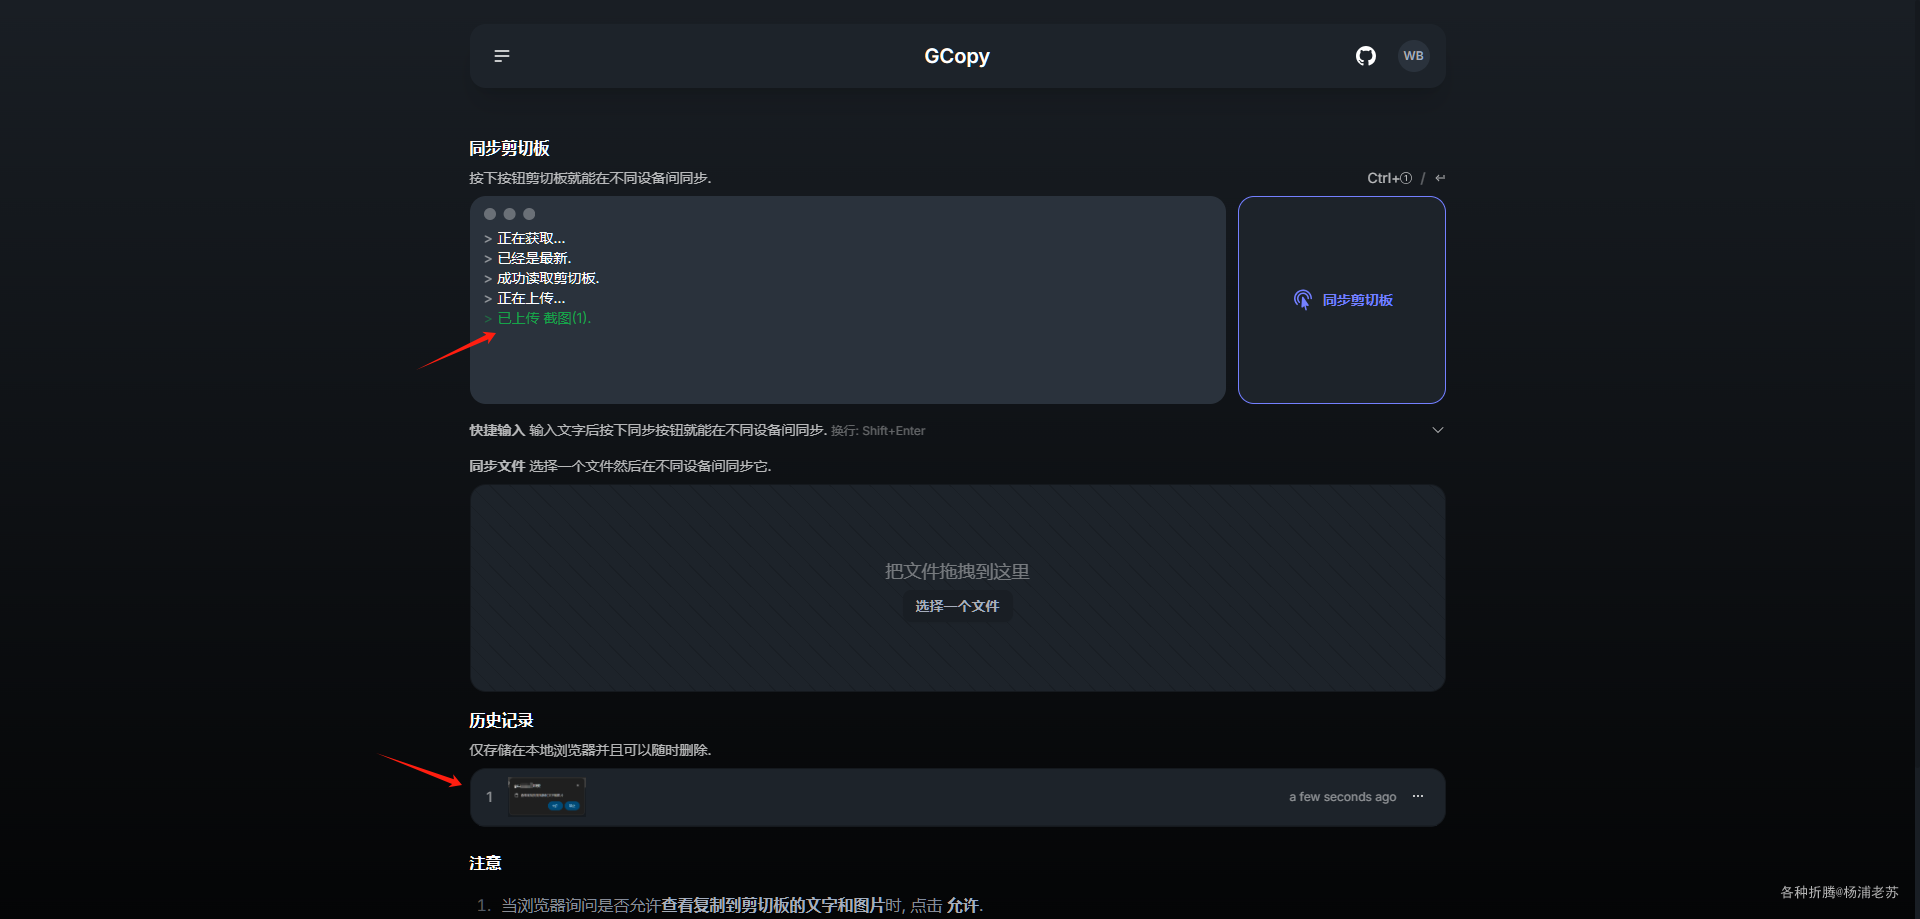 GCopy
WB
同步剪切板
按下按钮剪切板就能在不同设备间同步.
Ctrl+① / ↵
> 正在获取...
> 已经是最新.
> 成功读取剪切板.
> 正在上传...
> 已上传 截图(1).
同步剪切板
快捷输入 输入文字后按下同步按钮就能在不同设备间同步. 换行: Shift+Enter
同步文件 选择一个文件然后在不同设备间同步它.
把文件拖拽到这里
选择一个文件
历史记录
仅存储在本地浏览器并且可以随时删除.
1
a few seconds ago
注意
1. 当浏览器询问是否允许查看复制到剪切板的文字和图片时, 点击 允许.
各种折腾@杨浦老苏